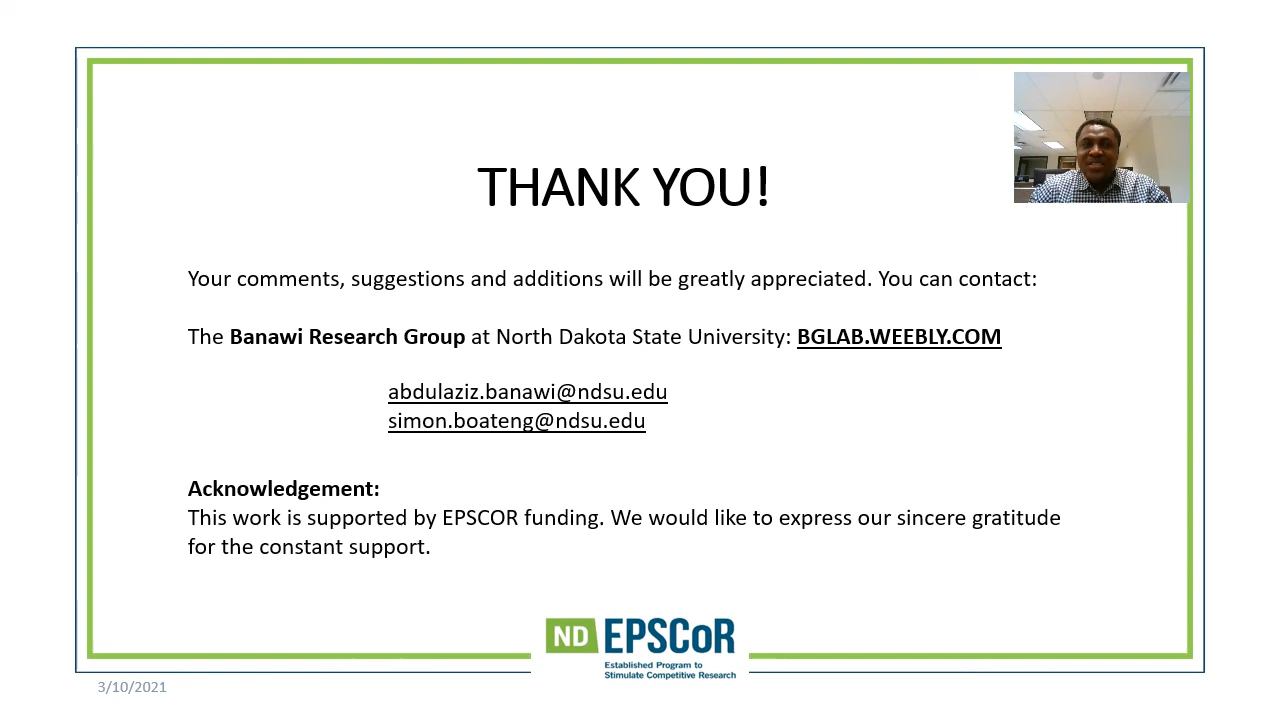 THANK YOU!
Your comments, suggestions and additions will be greatly appreciated. You can contact:
The Banawi Research Group at North Dakota State University: BGLAB.WEEBLY.COM
abdulaziz.banawi@ndsu.edu
simon.boateng@ndsu.edu
Acknowledgement:
This work is supported by EPSCOR funding. We would like to express our sincere gratitude
for the constant support.
ND EPSCoR
Established Program to
Stimulate Competitive Research
3/10/2021